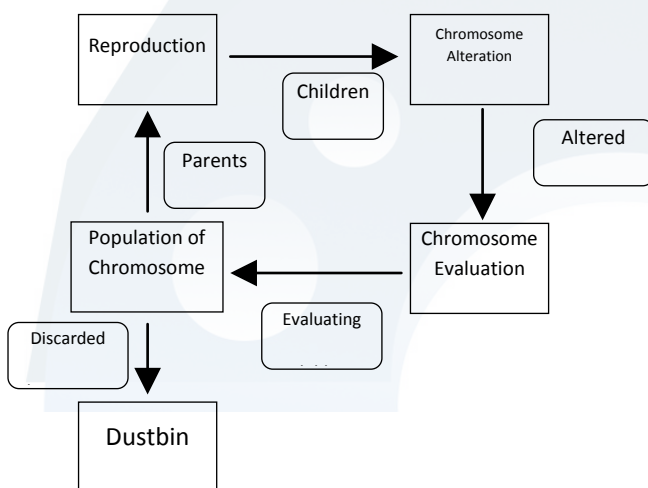 Reproduction
Chromosome
Alteration
Children
Altered
Parents
Population of
Chromosome
Chromosome
Evaluation
Evaluating
Discarded
Dustbin